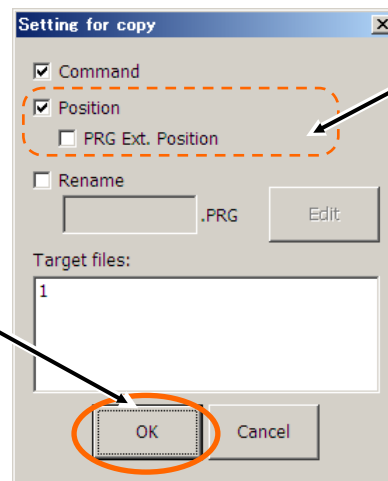 Setting for copy
Command
Position
PRG Ext. Position
Rename
.PRG
Edit
Target files:
1
OK
Cancel